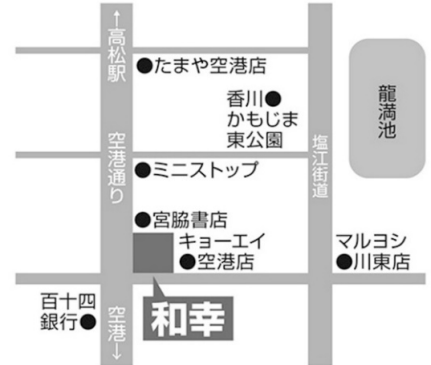 ↑高松駅
●たまや空港店
香川●
かもじま
東公園
龍満池
空港通り
塩江街道
●ミニストップ
●宮脇書店
キョーエイ
●空港店
マルヨシ
●川東店
百十四
銀行●
空港↓
和幸